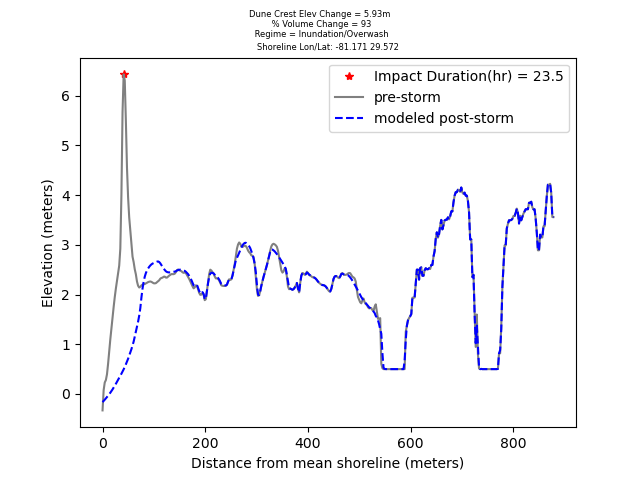 Dune Crest Elev Change = 5.93m
% Volume Change = 93
Regime = Inundation/Overwash
Shoreline Lon/Lat: -81.171 29.572
Impact Duration(hr) = 23.5
pre-storm
modeled post-storm
Elevation (meters)
6
5
4
3
2
1
0
0 200 400 600 800
Distance from mean shoreline (meters)